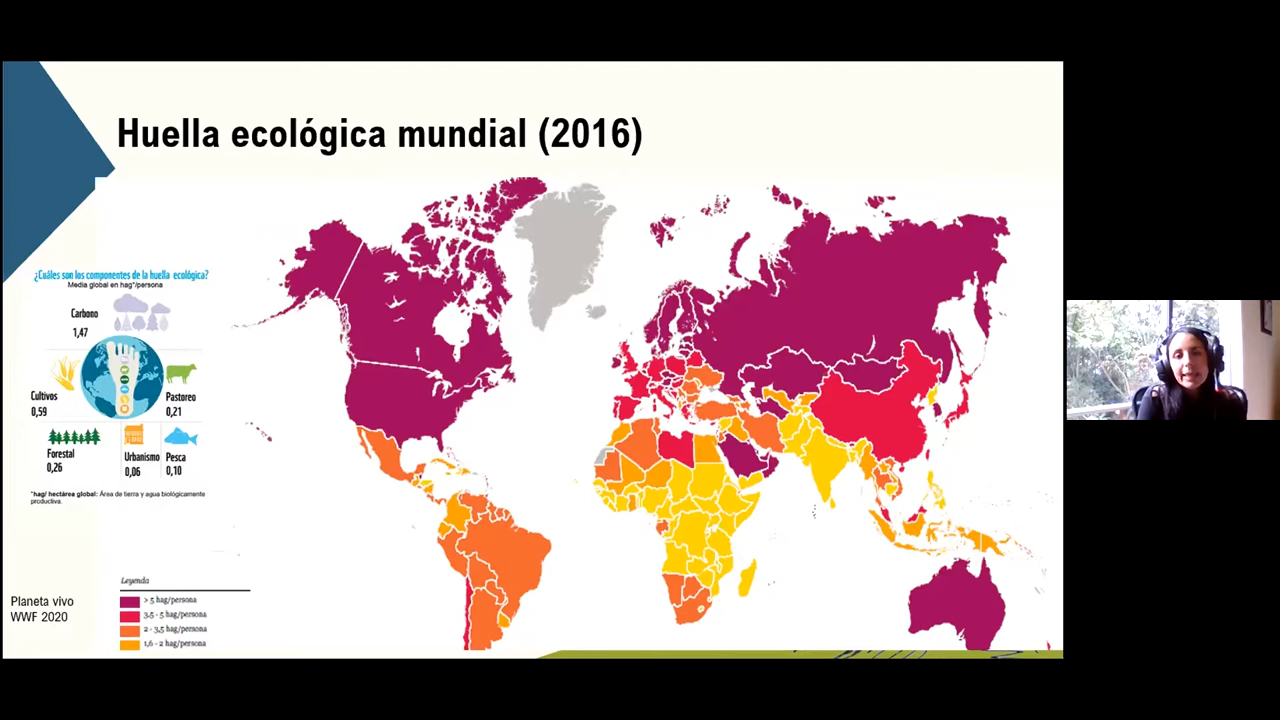 Huella ecológica mundial (2016)
¿Cuáles son los componentes de la huella ecológica?
Media global en hag*/persona
Carbono
1,47
Cultivos
0,59
Pastoreo
0,21
Forestal
0,26
Urbanismo
0,06
Pesca
0,10
*hag/ hectárea global: Área de tierra y agua biológicamente
productiva.
Leyenda
> 5 hag/persona
3,5 - 5 hag/persona
2 - 3,5 hag/persona
1,6 - 2 hag/persona
Planeta vivo
WWF 2020